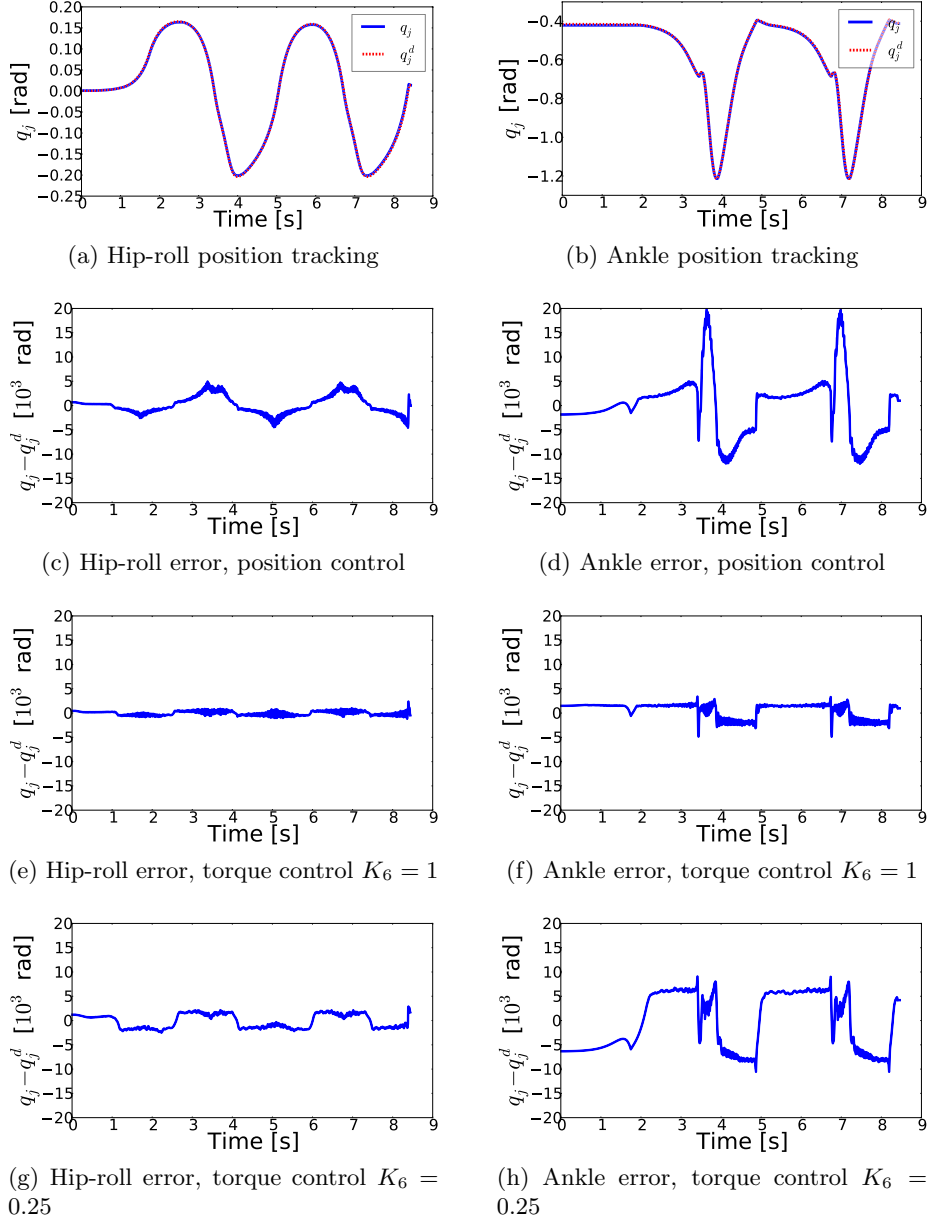 0.20
0.15
0.10
0.05
0.00
−0.05
−0.10
−0.15
−0.20
−0.25
q_j [rad]
q_j
q_j^d
0 1 2 3 4 5 6 7 8 9
Time [s]
(a) Hip-roll position tracking
−0.4
−0.6
−0.8
−1.0
−1.2
q_j [rad]
q_j
q_j^d
0 1 2 3 4 5 6 7 8 9
Time [s]
(b) Ankle position tracking
20
15
10
5
0
−5
−10
−15
−20
q_j − q_j^d [10^3 rad]
0 1 2 3 4 5 6 7 8 9
Time [s]
(c) Hip-roll error, position control
20
15
10
5
0
−5
−10
−15
−20
q_j − q_j^d [10^3 rad]
0 1 2 3 4 5 6 7 8 9
Time [s]
(d) Ankle error, position control
20
15
10
5
0
−5
−10
−15
−20
q_j − q_j^d [10^3 rad]
0 1 2 3 4 5 6 7 8 9
Time [s]
(e) Hip-roll error, torque control K_6 = 1
20
15
10
5
0
−5
−10
−15
−20
q_j − q_j^d [10^3 rad]
0 1 2 3 4 5 6 7 8 9
Time [s]
(f) Ankle error, torque control K_6 = 1
20
15
10
5
0
−5
−10
−15
−20
q_j − q_j^d [10^3 rad]
0 1 2 3 4 5 6 7 8 9
Time [s]
(g) Hip-roll error, torque control K_6 =
0.25
20
15
10
5
0
−5
−10
−15
−20
q_j − q_j^d [10^3 rad]
0 1 2 3 4 5 6 7 8 9
Time [s]
(h) Ankle error, torque control K_6 =
0.25